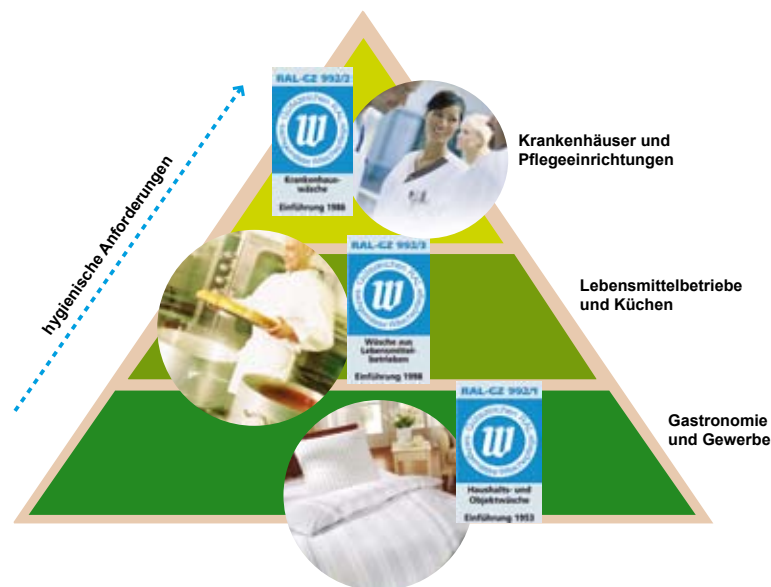 hygienische Anforderungen
RAL-GZ 992/2
Krankenhaus-
wäsche
Einführung 1986
Krankenhäuser und
Pflegeeinrichtungen
RAL-GZ 992/3
Wäsche aus
Lebensmittel-
betrieben
Einführung 1998
Lebensmittelbetriebe
und Küchen
RAL-GZ 992/1
Haushalts- und
Objektwäsche
Einführung 1953
Gastronomie
und Gewerbe